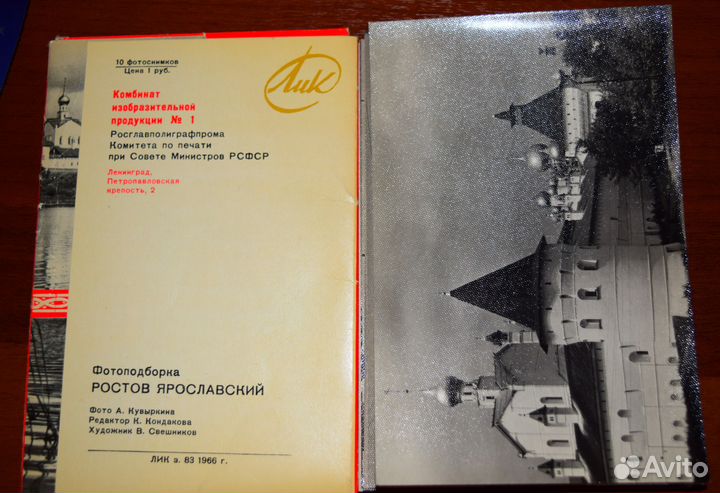 10 фотоснимков
Цена 1 руб.
Лик
Комбинат
изобразительной
продукции № 1
Росглавполиграфпрома
Комитета по печати
при Совете Министров РСФСР
Ленинград,
Петропавловская
крепость, 2
Фотоподборка
РОСТОВ ЯРОСЛАВСКИЙ
Фото А. Кувыркина
Редактор К. Кондакова
Художник В. Свешников
ЛИК з. 83 1966 г.
Avito